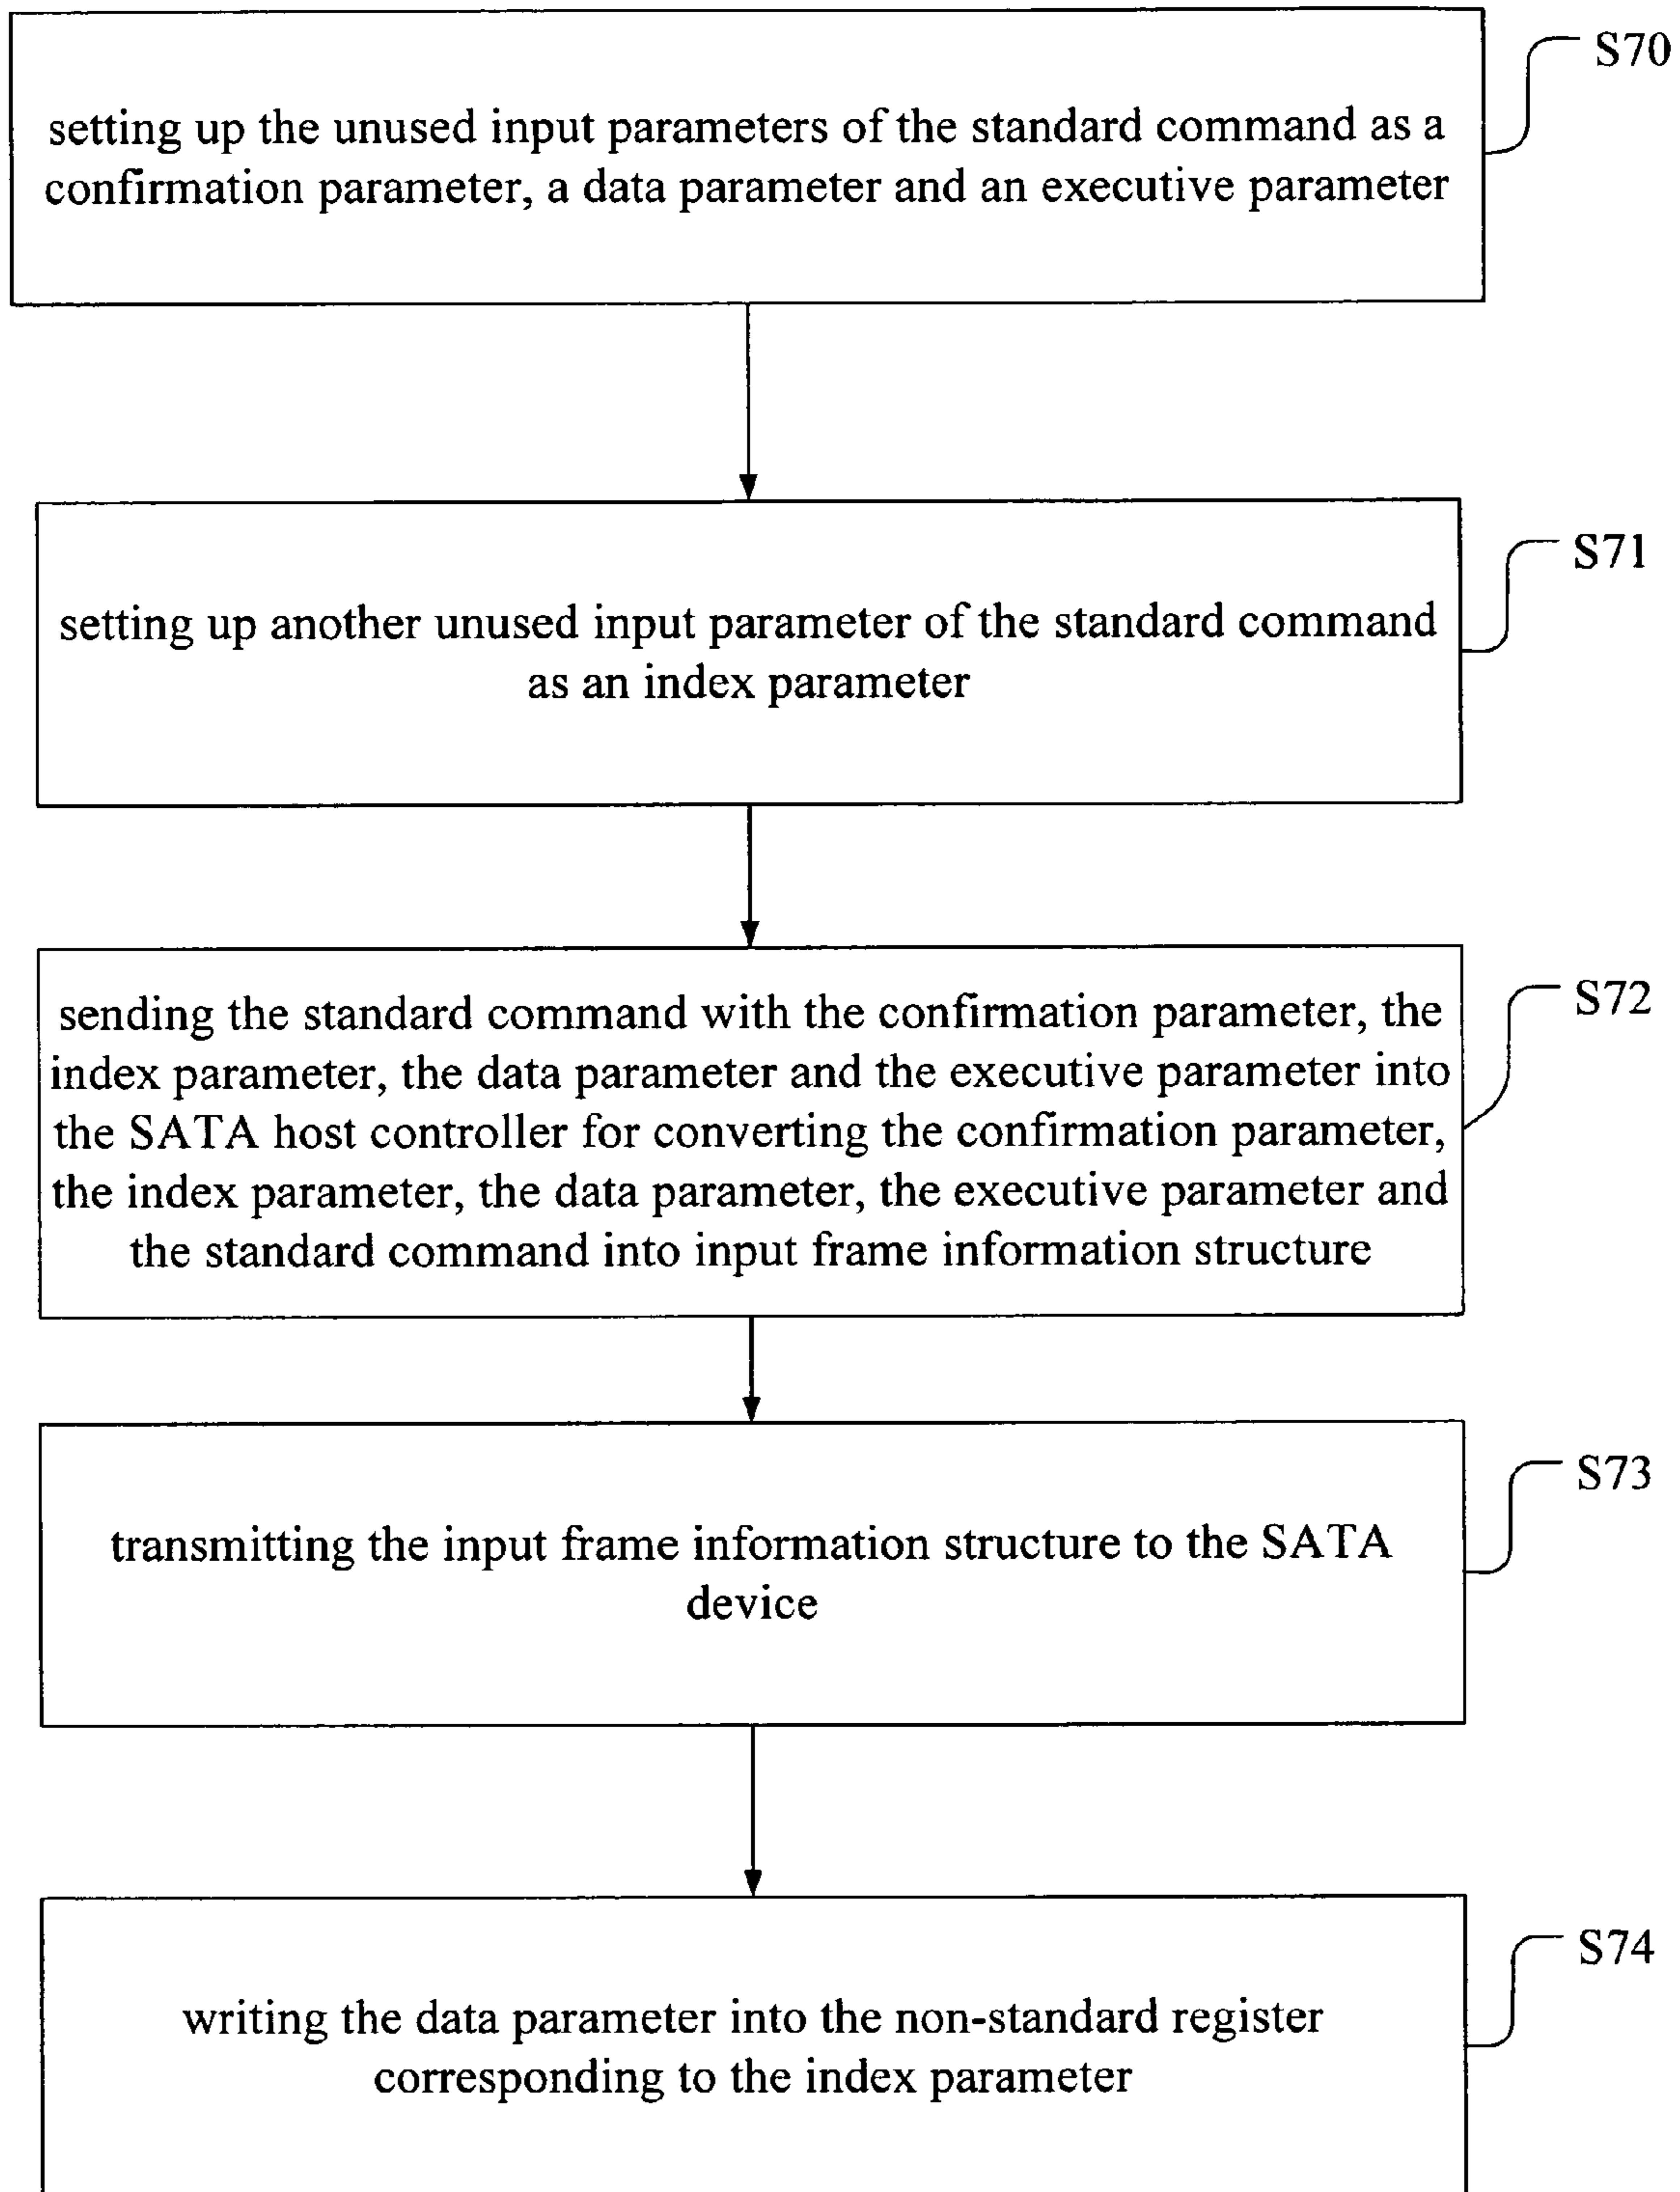 S70
setting up the unused input parameters of the standard command as a
confirmation parameter, a data parameter and an executive parameter
S71
setting up another unused input parameter of the standard command
as an index parameter
S72
sending the standard command with the confirmation parameter, the
index parameter, the data parameter and the executive parameter into
the SATA host controller for converting the confirmation parameter,
the index parameter, the data parameter, the executive parameter and
the standard command into input frame information structure
S73
transmitting the input frame information structure to the SATA
device
S74
writing the data parameter into the non-standard register
corresponding to the index parameter